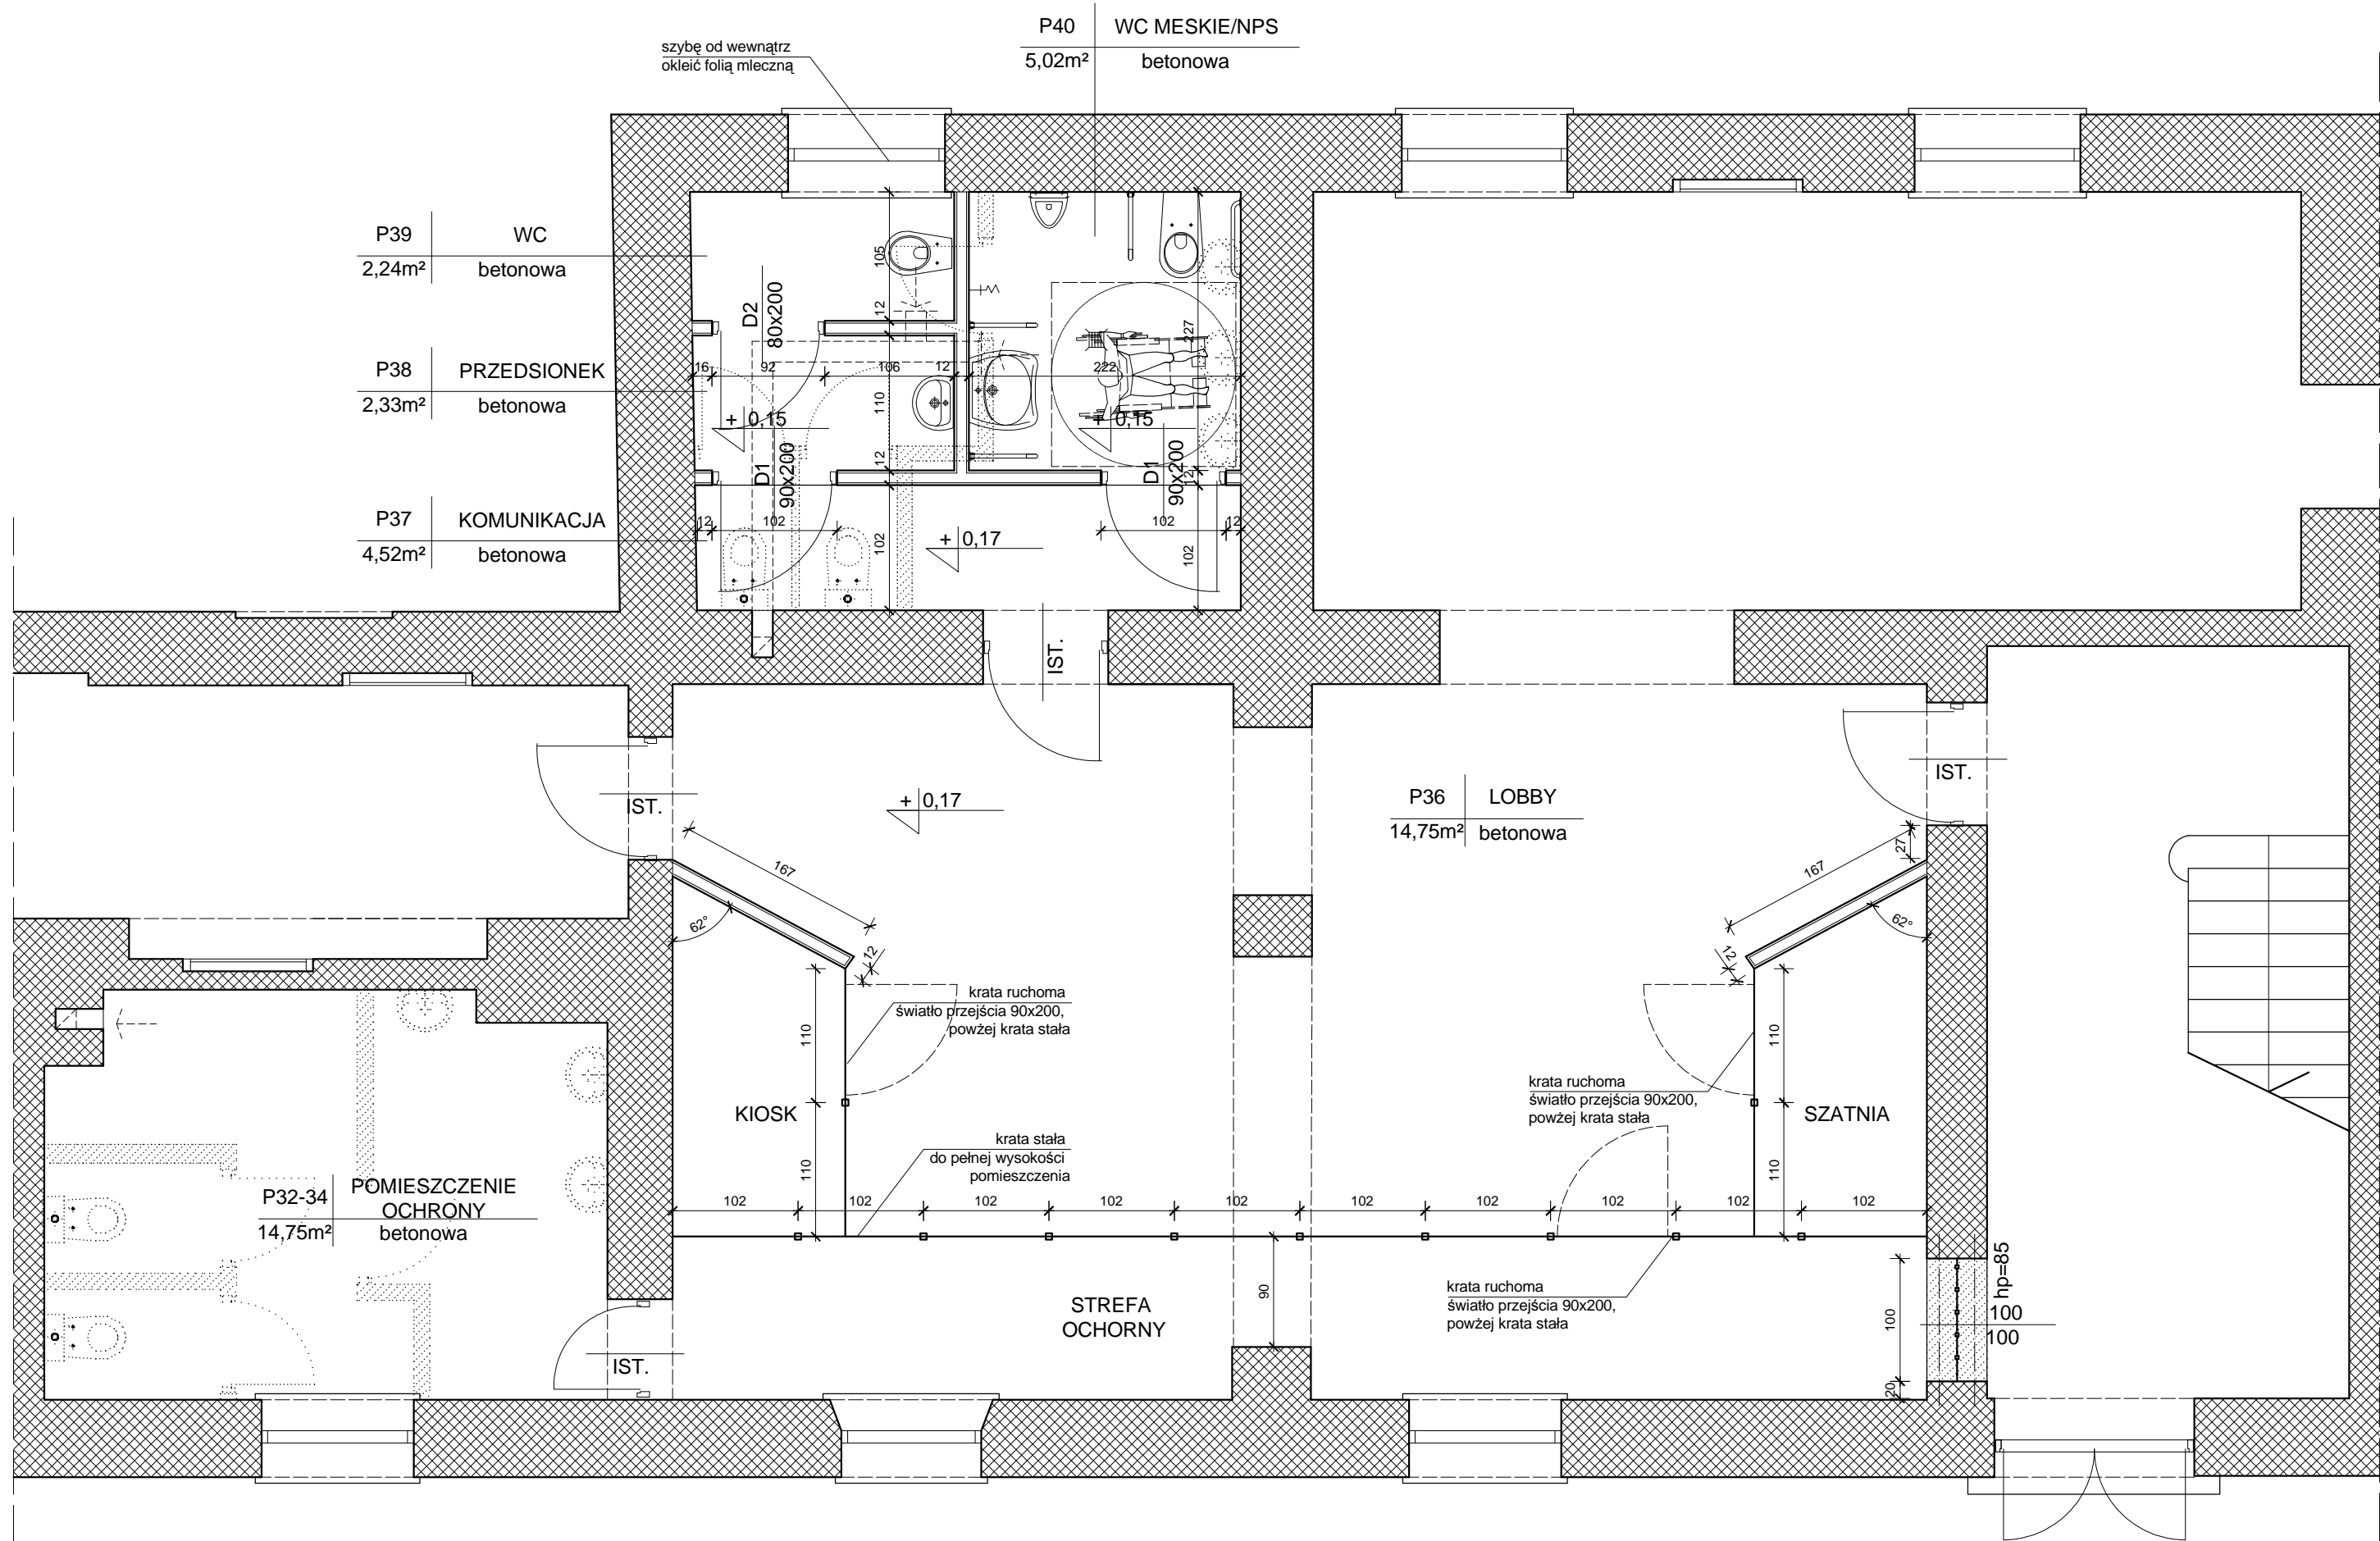 P40 WC MESKIE/NPS
5,02m² betonowa
szybę od wewnątrz
okleić folią mleczną
P39 WC
2,24m² betonowa
105
12
D2
80x200
227
P38 PRZEDSIONEK
2,33m² betonowa
16 92 106 12 222
110
+ 0,15
+ 0,15
12
D1
90x200
D1
90x200
12
P37 KOMUNIKACJA
4,52m² betonowa
12 102
102 12
102
+ 0,17
102
IST.
IST.
IST.
+ 0,17
P36 LOBBY
14,75m² betonowa
167
167
27
62°
62°
12
12
krata ruchoma
światło przejścia 90x200,
powżej krata stała
110
110
krata ruchoma
światło przejścia 90x200,
powżej krata stała
KIOSK
SZATNIA
krata stała
do pełnej wysokości
pomieszczenia
110
110
P32-34 POMIESZCZENIE
OCHRONY
14,75m² betonowa
102 102 102 102 102 102 102 102 102 102
90
krata ruchoma
światło przejścia 90x200,
powżej krata stała
STREFA
OCHORNY
hp=85
100
100
100
20
IST.